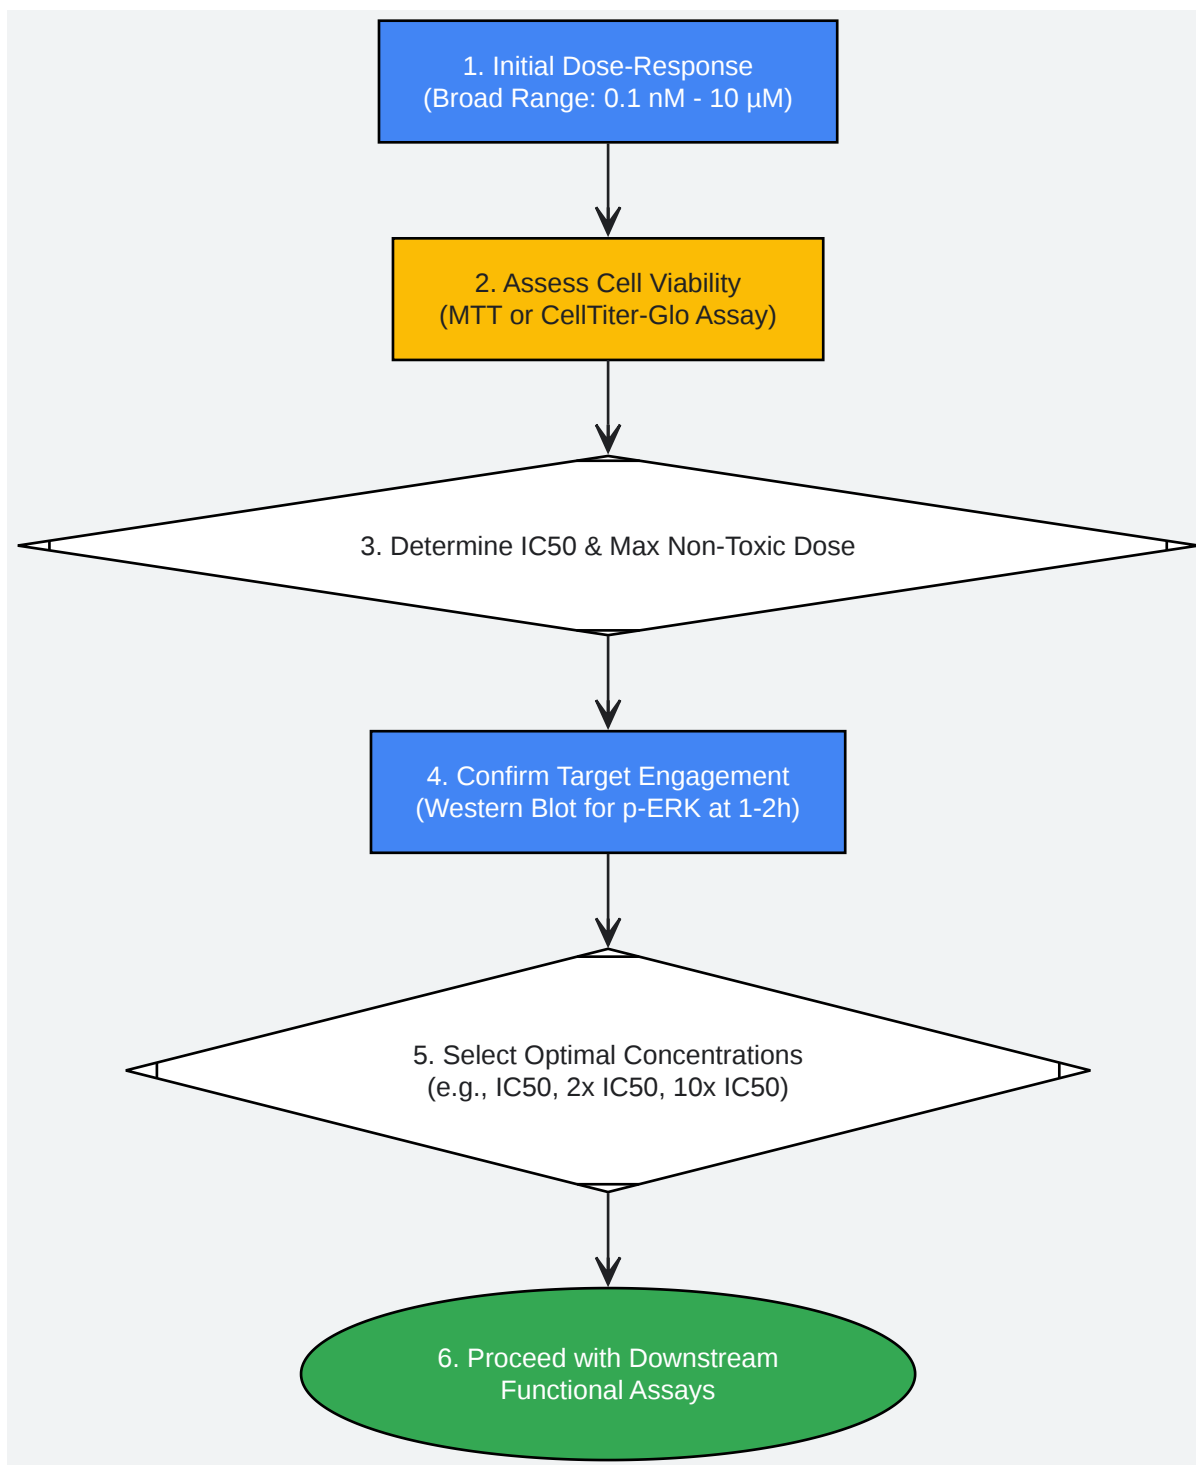 1. Initial Dose-Response
(Broad Range: 0.1 nM - 10 µM)
2. Assess Cell Viability
(MTT or CellTiter-Glo Assay)
3. Determine IC50 & Max Non-Toxic Dose
4. Confirm Target Engagement
(Western Blot for p-ERK at 1-2h)
5. Select Optimal Concentrations
(e.g., IC50, 2x IC50, 10x IC50)
6. Proceed with Downstream
Functional Assays